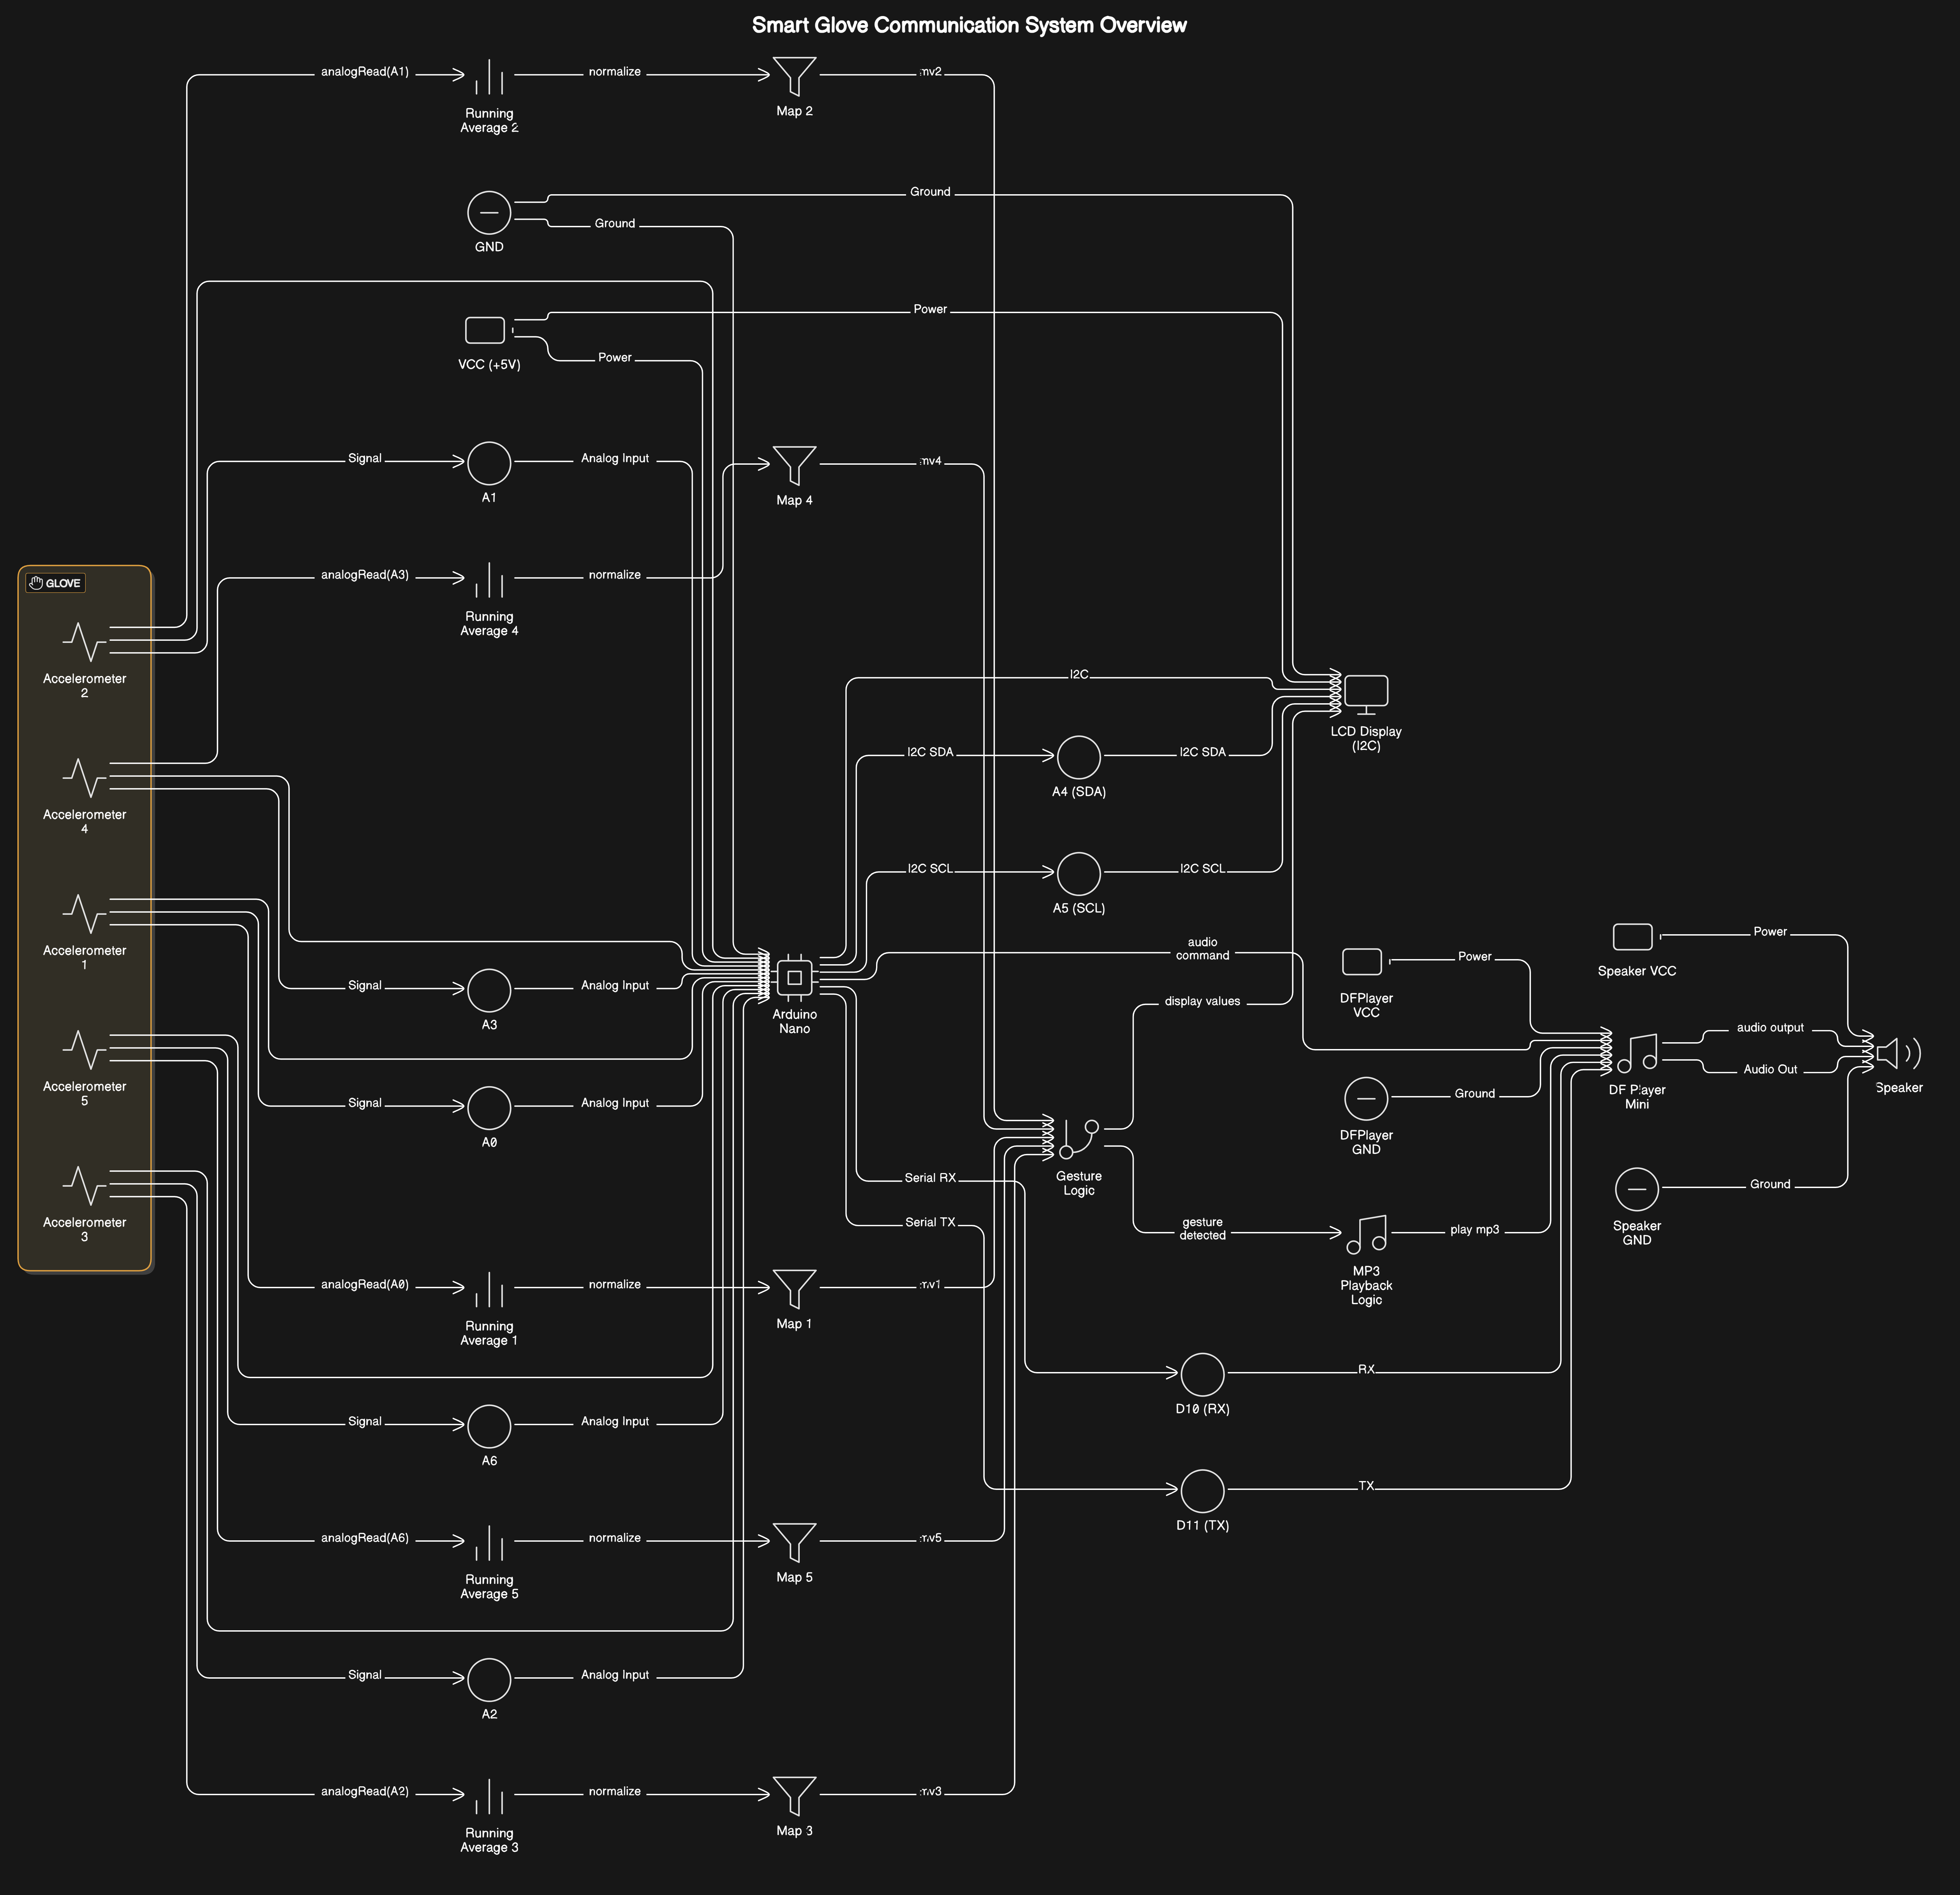 Smart Glove Communication System Overview
analogRead(A1)
normalize
mv2
Running
Average 2
Map 2
Ground
Ground
GND
Power
Power
VCC (+5V)
Signal
Analog Input
mv4
A1
Map 4
analogRead(A3)
normalize
Running
Average 4
GLOVE
Accelerometer
2
Accelerometer
4
Accelerometer
1
Accelerometer
5
Accelerometer
3
I2C
LCD Display
(I2C)
I2C SDA
I2C SDA
A4 (SDA)
I2C SCL
I2C SCL
A5 (SCL)
audio
command
display values
Signal
Analog Input
A3
Arduino
Nano
Signal
Analog Input
A0
DFPlayer
VCC
Power
Speaker VCC
Power
audio output
Audio Out
DF Player
Mini
Speaker
Ground
DFPlayer
GND
Ground
Speaker
GND
Gesture
Logic
Serial RX
Serial TX
gesture
detected
play mp3
MP3
Playback
Logic
analogRead(A0)
normalize
mv1
Running
Average 1
Map 1
RX
D10 (RX)
Signal
Analog Input
A6
TX
D11 (TX)
analogRead(A6)
normalize
mv5
Running
Average 5
Map 5
Signal
Analog Input
A2
analogRead(A2)
normalize
mv3
Running
Average 3
Map 3